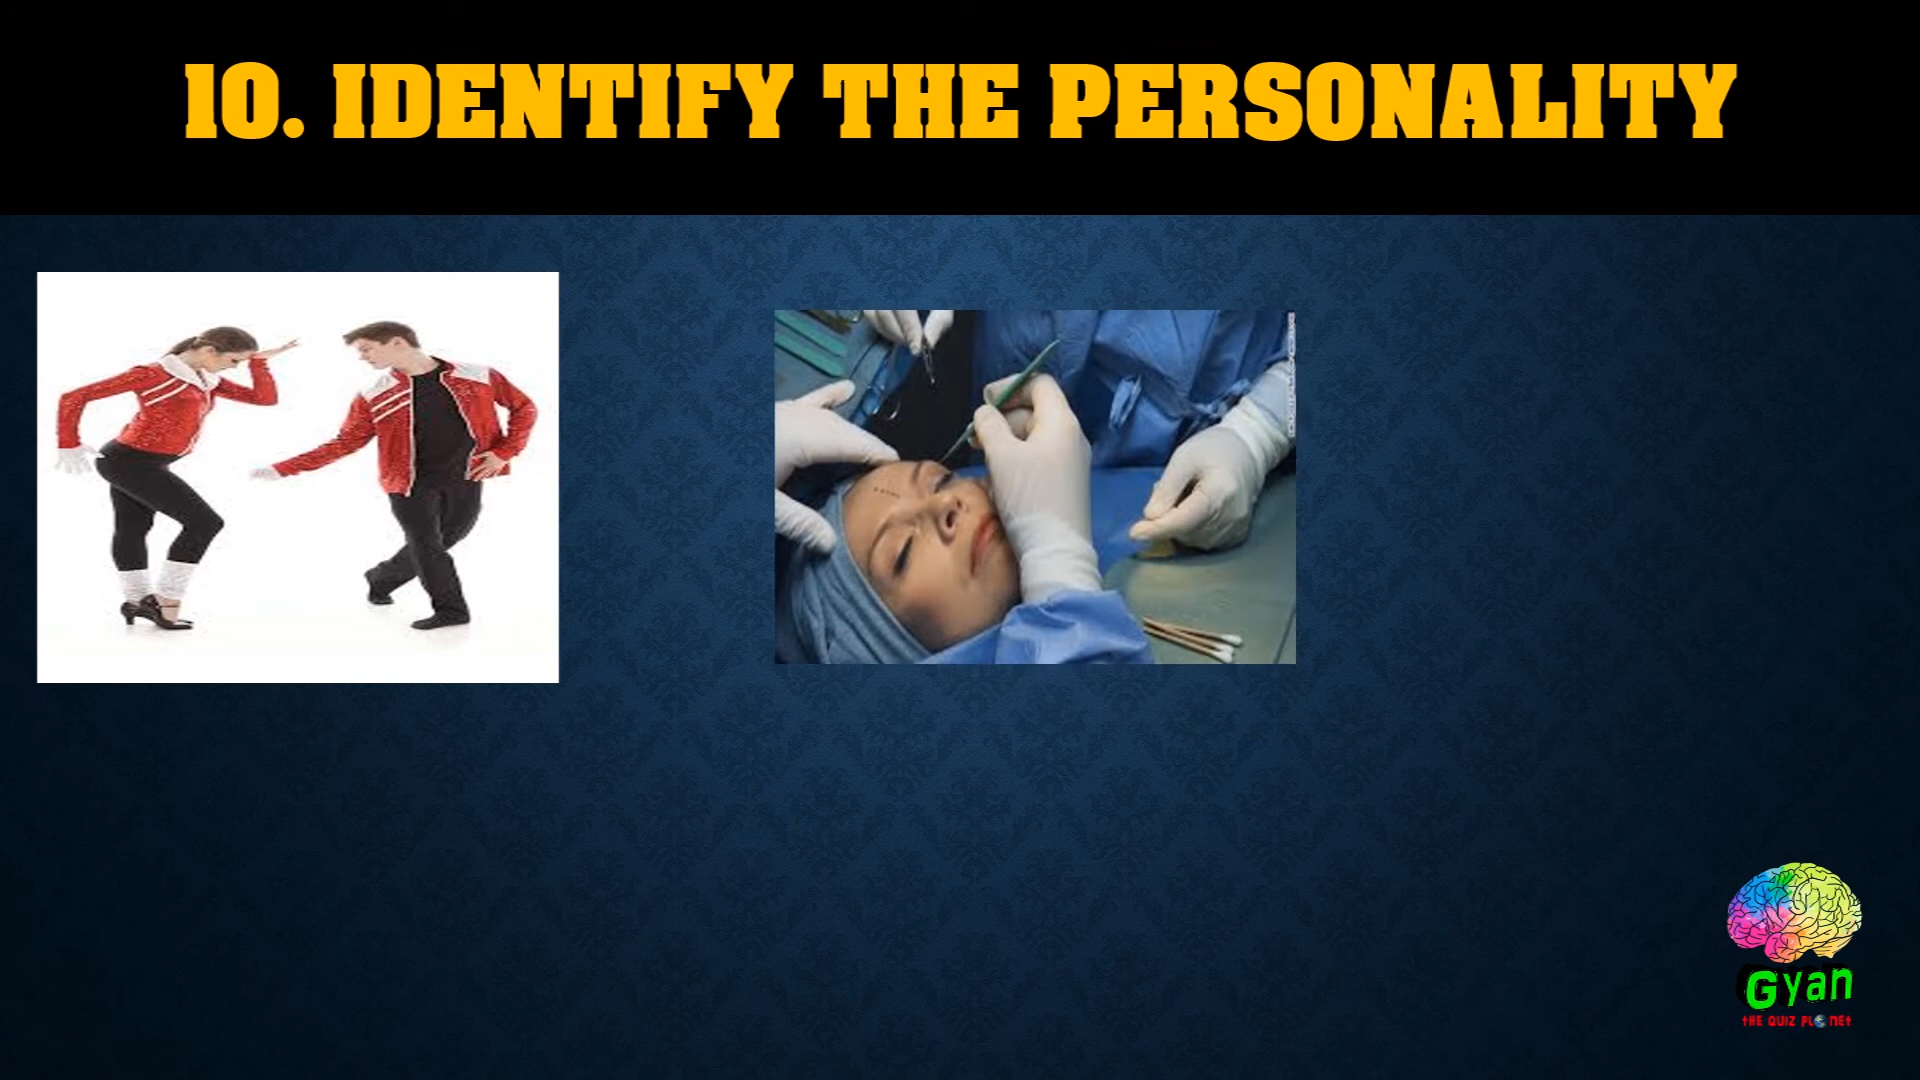 10. IDENTIFY THE PERSONALITY
Gyan
THE QUIZ PLANET